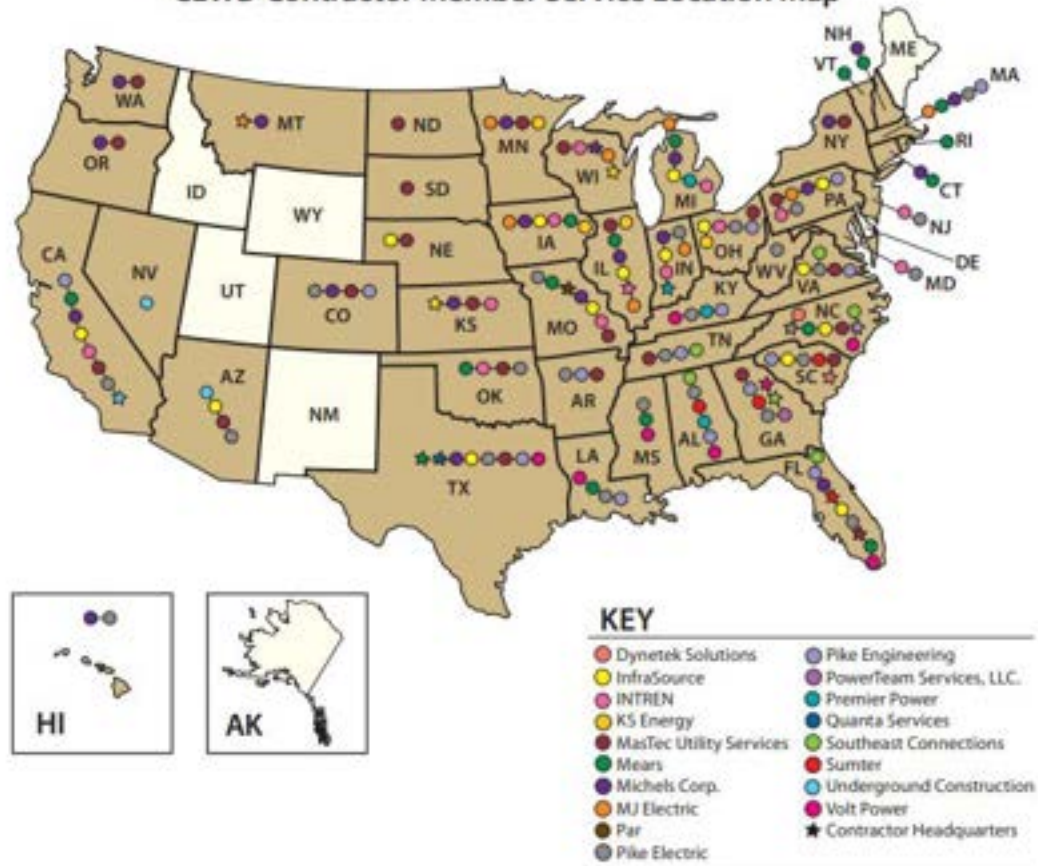 Contractor Member Service Location Map
NH
ME
VT
MA
WA
MT
ND
MN
NY
RI
OR
ID
SD
WI
MI
PA
CT
WY
NJ
NE
IA
OH
DE
CA
NV
UT
IL
IN
WV
MD
CO
KS
MO
KY
VA
NC
TN
AZ
NM
OK
AR
SC
AL
GA
MS
LA
TX
FL
HI
AK
KEY
Dynetek Solutions
InfraSource
INTREN
KS Energy
MasTec Utility Services
Mears
Michels Corp.
MJ Electric
Par
Pike Electric
Pike Engineering
PowerTeam Services, LLC.
Premier Power
Quanta Services
Southeast Connections
Sumter
Underground Construction
Volt Power
Contractor Headquarters